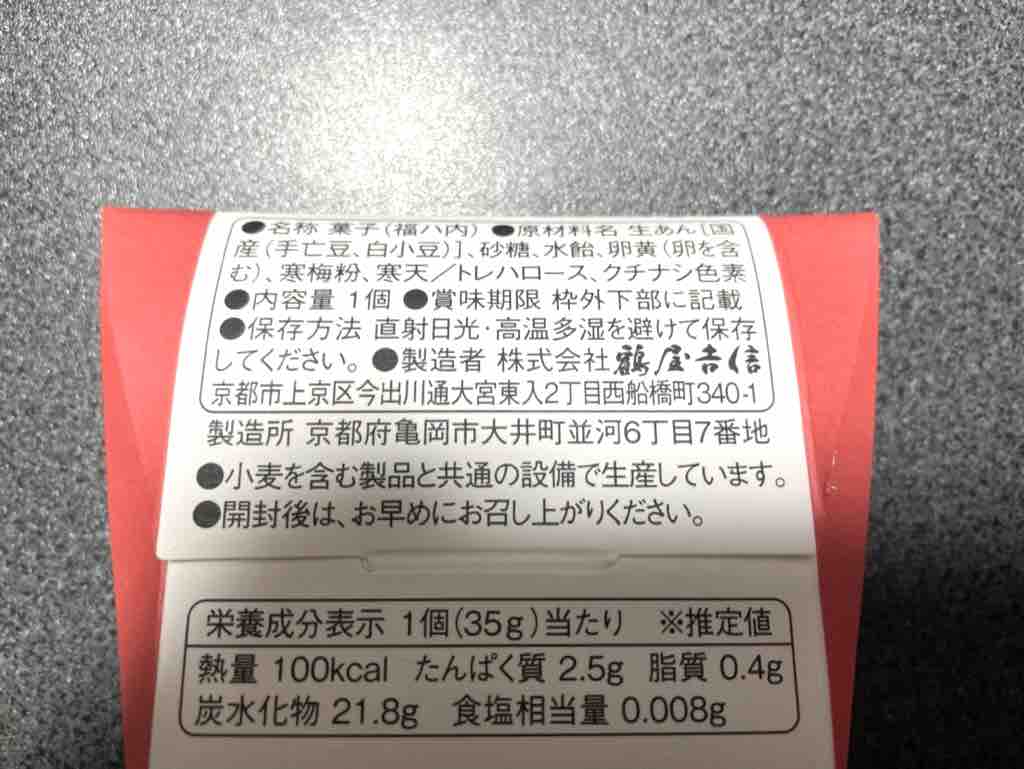 ●名称 菓子(福ハ内) ●原材料名 生あん[国
産(手亡豆、白小豆)]、砂糖、水飴、卵黄(卵を含
む)、寒梅粉、寒天/トレハロース、クチナシ色素
●内容量 1個 ●賞味期限 枠外下部に記載
●保存方法 直射日光・高温多湿を避けて保存
してください。●製造者 株式会社鶴屋吉信
京都市上京区今出川通大宮東入2丁目西船橋町340-1
製造所 京都府亀岡市大井町並河6丁目7番地
●小麦を含む製品と共通の設備で生産しています。
●開封後は、お早めにお召し上がりください。
栄養成分表示 1個(35g)当たり ※推定値
熱量 100kcal たんぱく質 2.5g 脂質 0.4g
炭水化物 21.8g 食塩相当量 0.008g